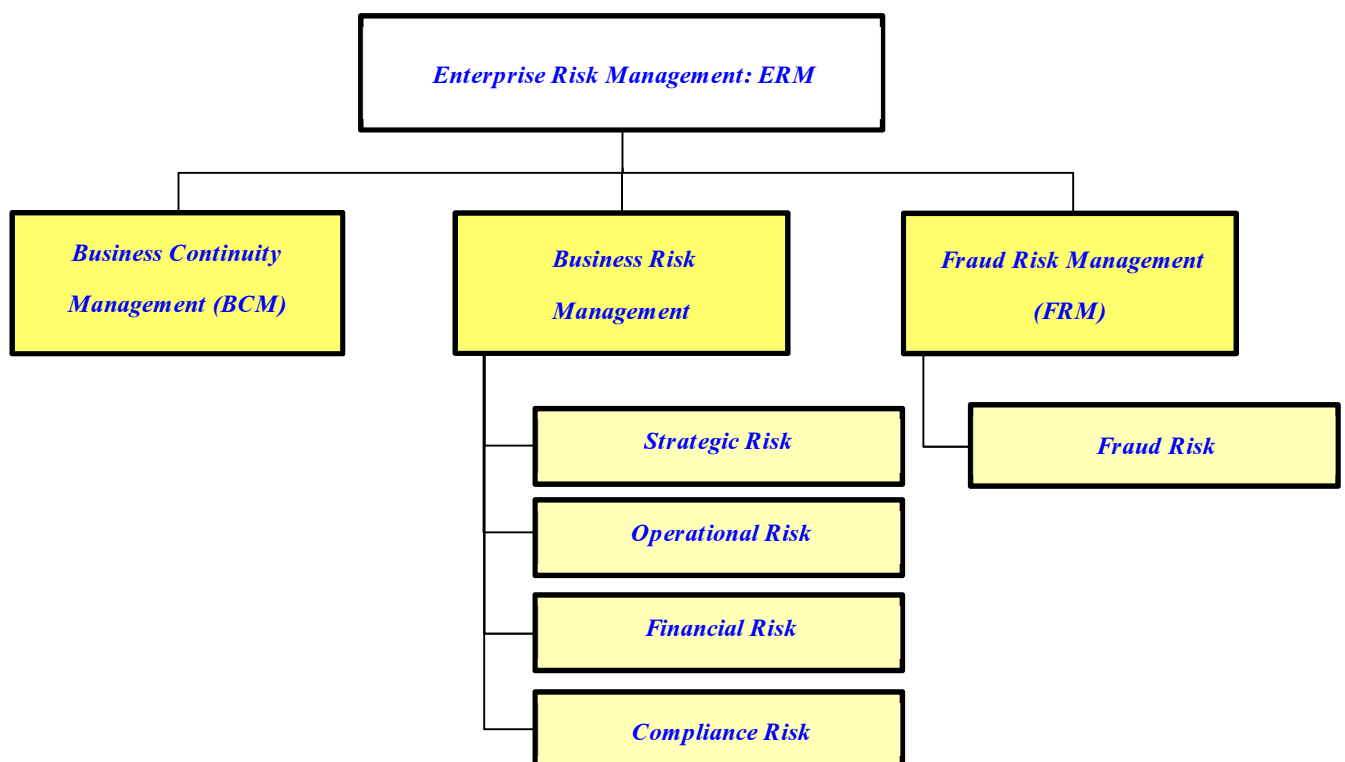 Enterprise Risk Management: ERM
Business Continuity
Management (BCM)
Business Risk
Management
Fraud Risk Management
(FRM)
Strategic Risk
Fraud Risk
Operational Risk
Financial Risk
Compliance Risk